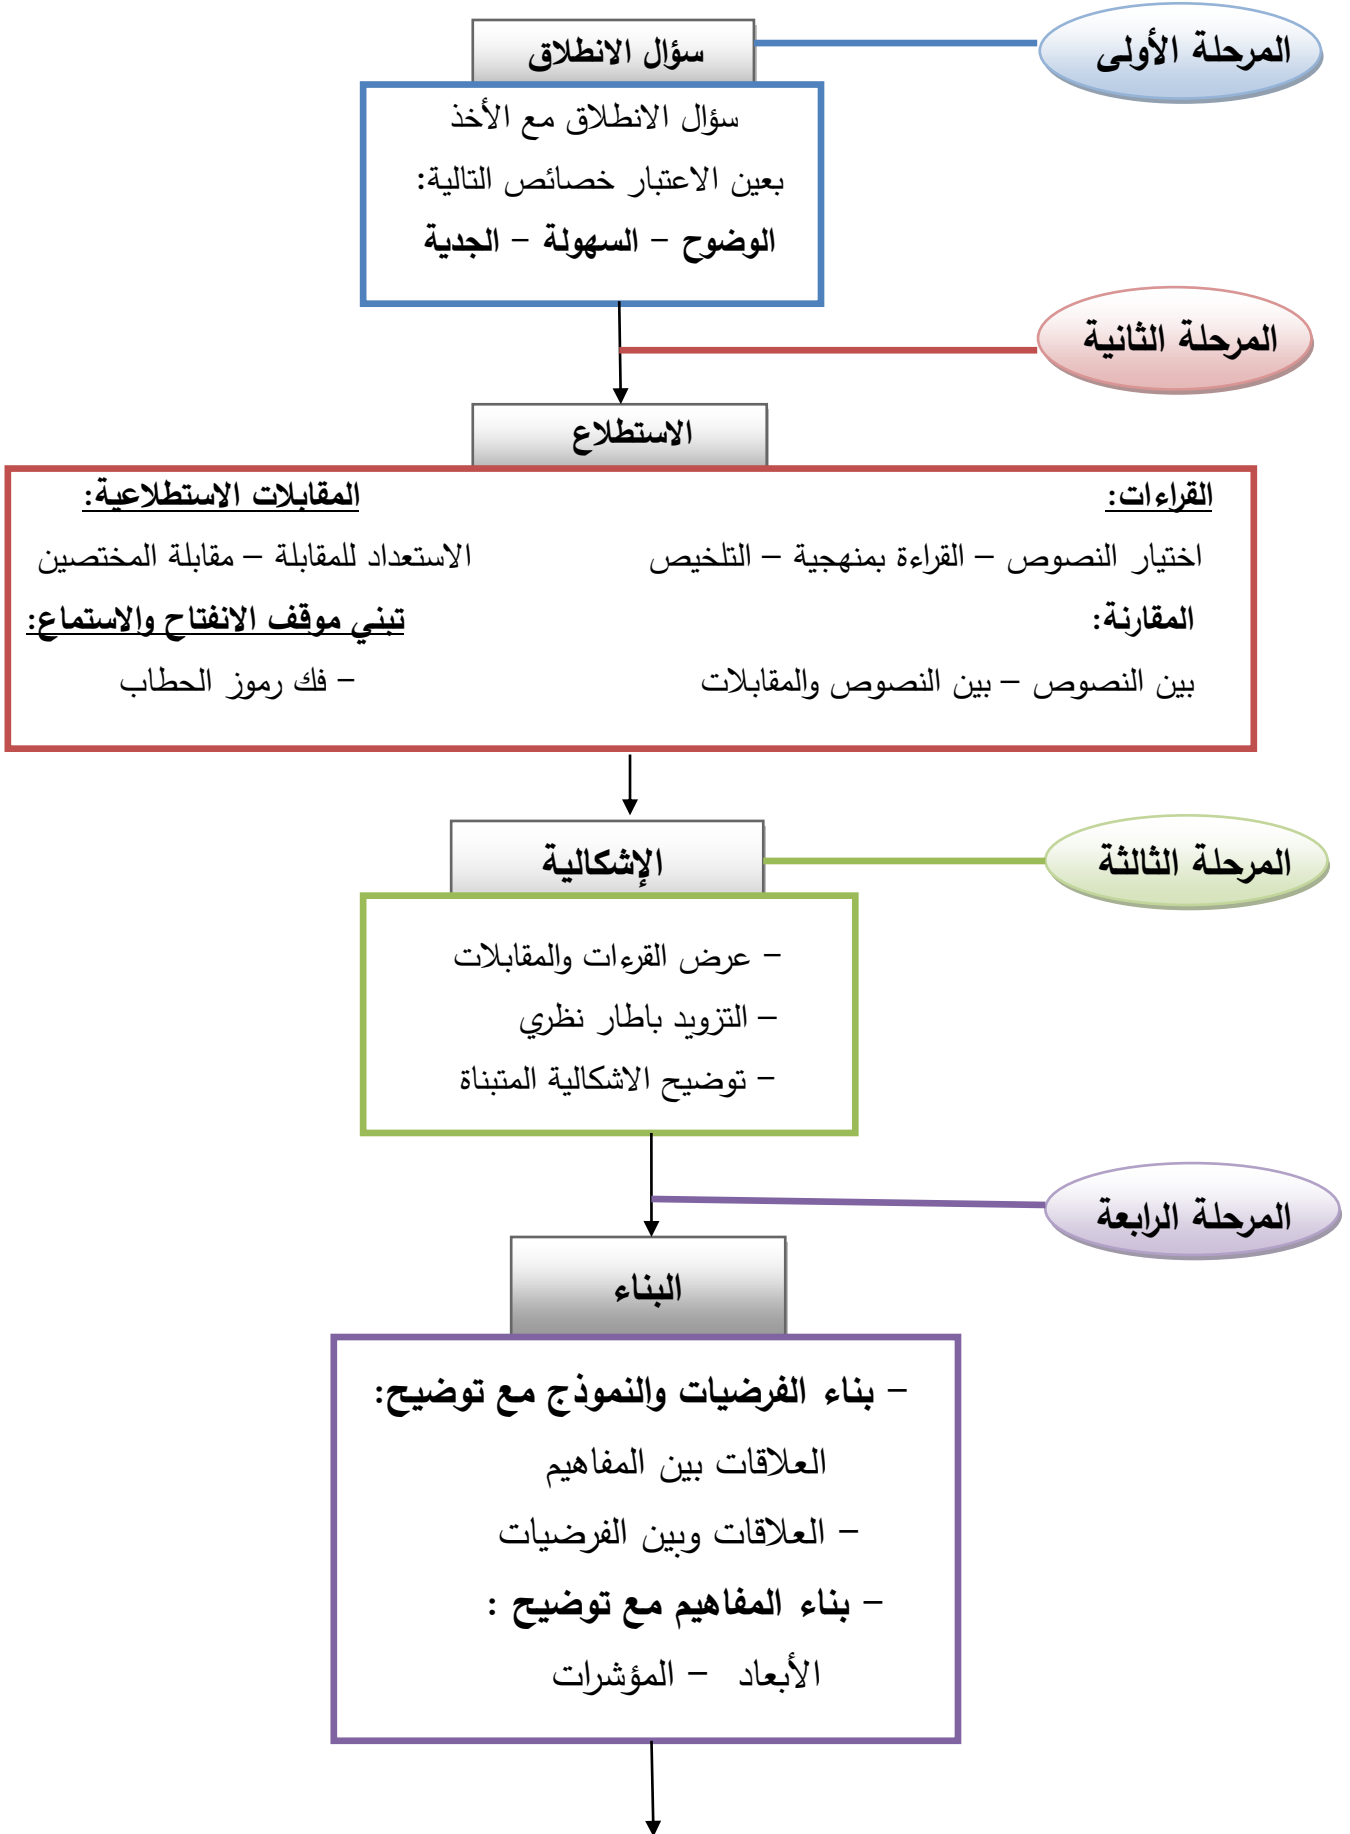 المرحلة الأولى
سؤال الانطلاق
سؤال الانطلاق مع الأخذ
بعين الاعتبار خصائص التالية:
الوضوح – السهولة – الجدية
المرحلة الثانية
الاستطلاع
القراءات:
اختيار النصوص – القراءة بمنهجية – التلخيص
المقارنة:
بين النصوص – بين النصوص والمقابلات
المقابلات الاستطلاعية:
الاستعداد للمقابلة – مقابلة المختصين
تبني موقف الانفتاح والاستماع:
– فك رموز الحطاب
المرحلة الثالثة
الإشكالية
– عرض القرءات والمقابلات
– التزويد باطار نظري
– توضيح الاشكالية المتبناة
المرحلة الرابعة
البناء
– بناء الفرضيات والنموذج مع توضيح:
العلاقات بين المفاهيم
– العلاقات وبين الفرضيات
– بناء المفاهيم مع توضيح :
الأبعاد – المؤشرات